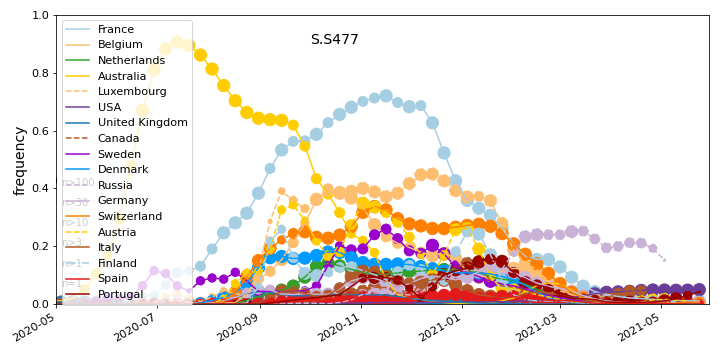 S.S477
frequency
1.0
0.8
0.6
0.4
0.2
0.0
France
Belgium
Netherlands
Australia
Luxembourg
USA
United Kingdom
Canada
Sweden
Denmark
Russia
Germany
Switzerland
Austria
Italy
Finland
Spain
Portugal
n>100
n>30
n>10
n>3
n>1
n=1
2020-05
2020-07
2020-09
2020-11
2021-01
2021-03
2021-05